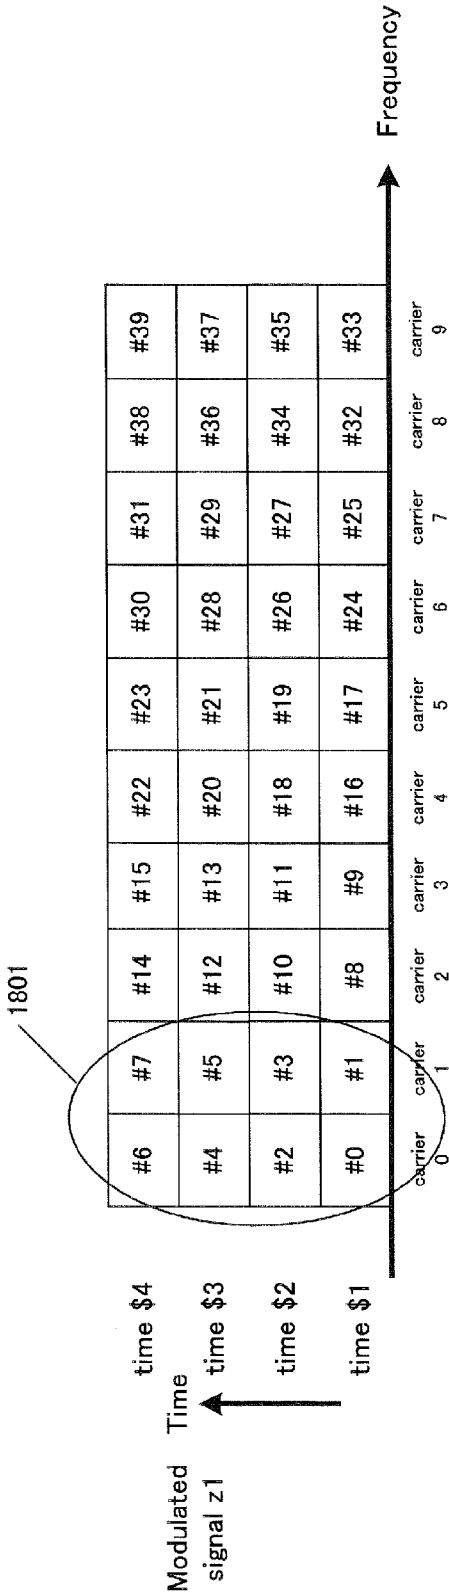 1801
Modulated
signal z1
Time
time $4 #6 #7 #14 #15 #22 #23 #30 #31 #38 #39
time $3 #4 #5 #12 #13 #20 #21 #28 #29 #36 #37
time $2 #2 #3 #10 #11 #18 #19 #26 #27 #34 #35
time $1 #0 #1 #8 #9 #16 #17 #24 #25 #32 #33
Frequency
carrier carrier carrier carrier carrier carrier carrier carrier carrier carrier
0 1 2 3 4 5 6 7 8 9